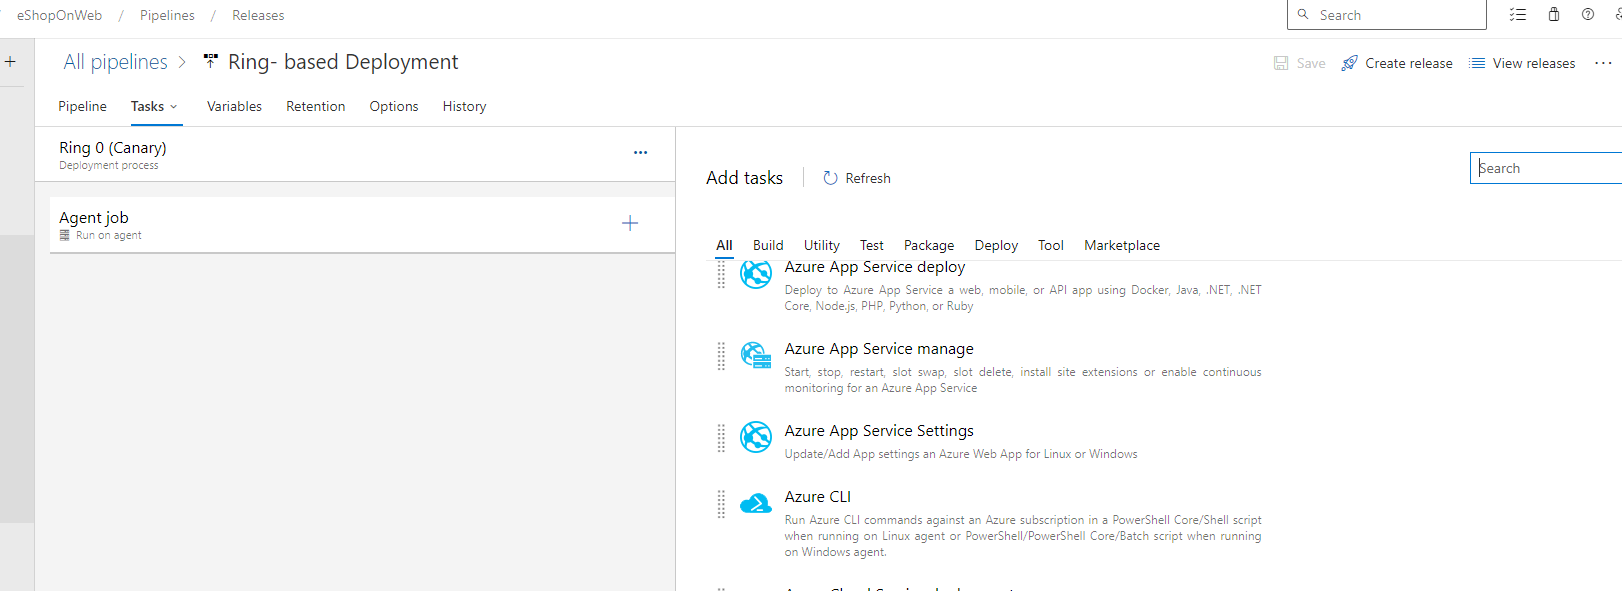 eShopOnWeb / Pipelines / Releases
Search
All pipelines > Ring- based Deployment
Save Create release View releases ...
Pipeline Tasks Variables Retention Options History
Ring 0 (Canary)
Deployment process
...
Agent job
Run on agent
Add tasks Refresh
Search
All Build Utility Test Package Deploy Tool Marketplace
Azure App Service deploy
Deploy to Azure App Service a web, mobile, or API app using Docker, Java, .NET, .NET
Core, Node.js, PHP, Python, or Ruby
Azure App Service manage
Start, stop, restart, slot swap, slot delete, install site extensions or enable continuous
monitoring for an Azure App Service
Azure App Service Settings
Update/Add App settings an Azure Web App for Linux or Windows
Azure CLI
Run Azure CLI commands against an Azure subscription in a PowerShell Core/Shell script
when running on Linux agent or PowerShell/PowerShell Core/Batch script when running
on Windows agent.